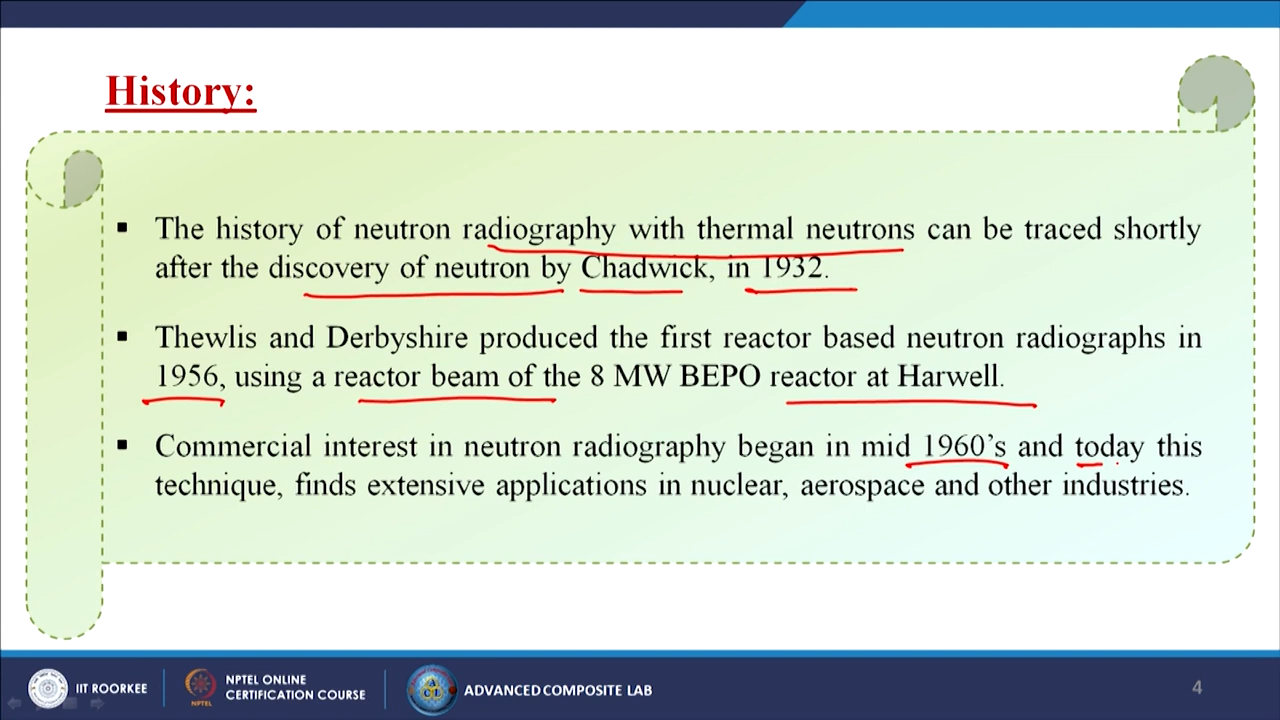 History:
▪ The history of neutron radiography with thermal neutrons can be traced shortly
after the discovery of neutron by Chadwick, in 1932.
▪ Thewlis and Derbyshire produced the first reactor based neutron radiographs in
1956, using a reactor beam of the 8 MW BEPO reactor at Harwell.
▪ Commercial interest in neutron radiography began in mid 1960’s and today this
technique, finds extensive applications in nuclear, aerospace and other industries.
IIT ROORKEE
NPTEL
NPTEL ONLINE
CERTIFICATION COURSE
ADVANCED COMPOSITE LAB
4